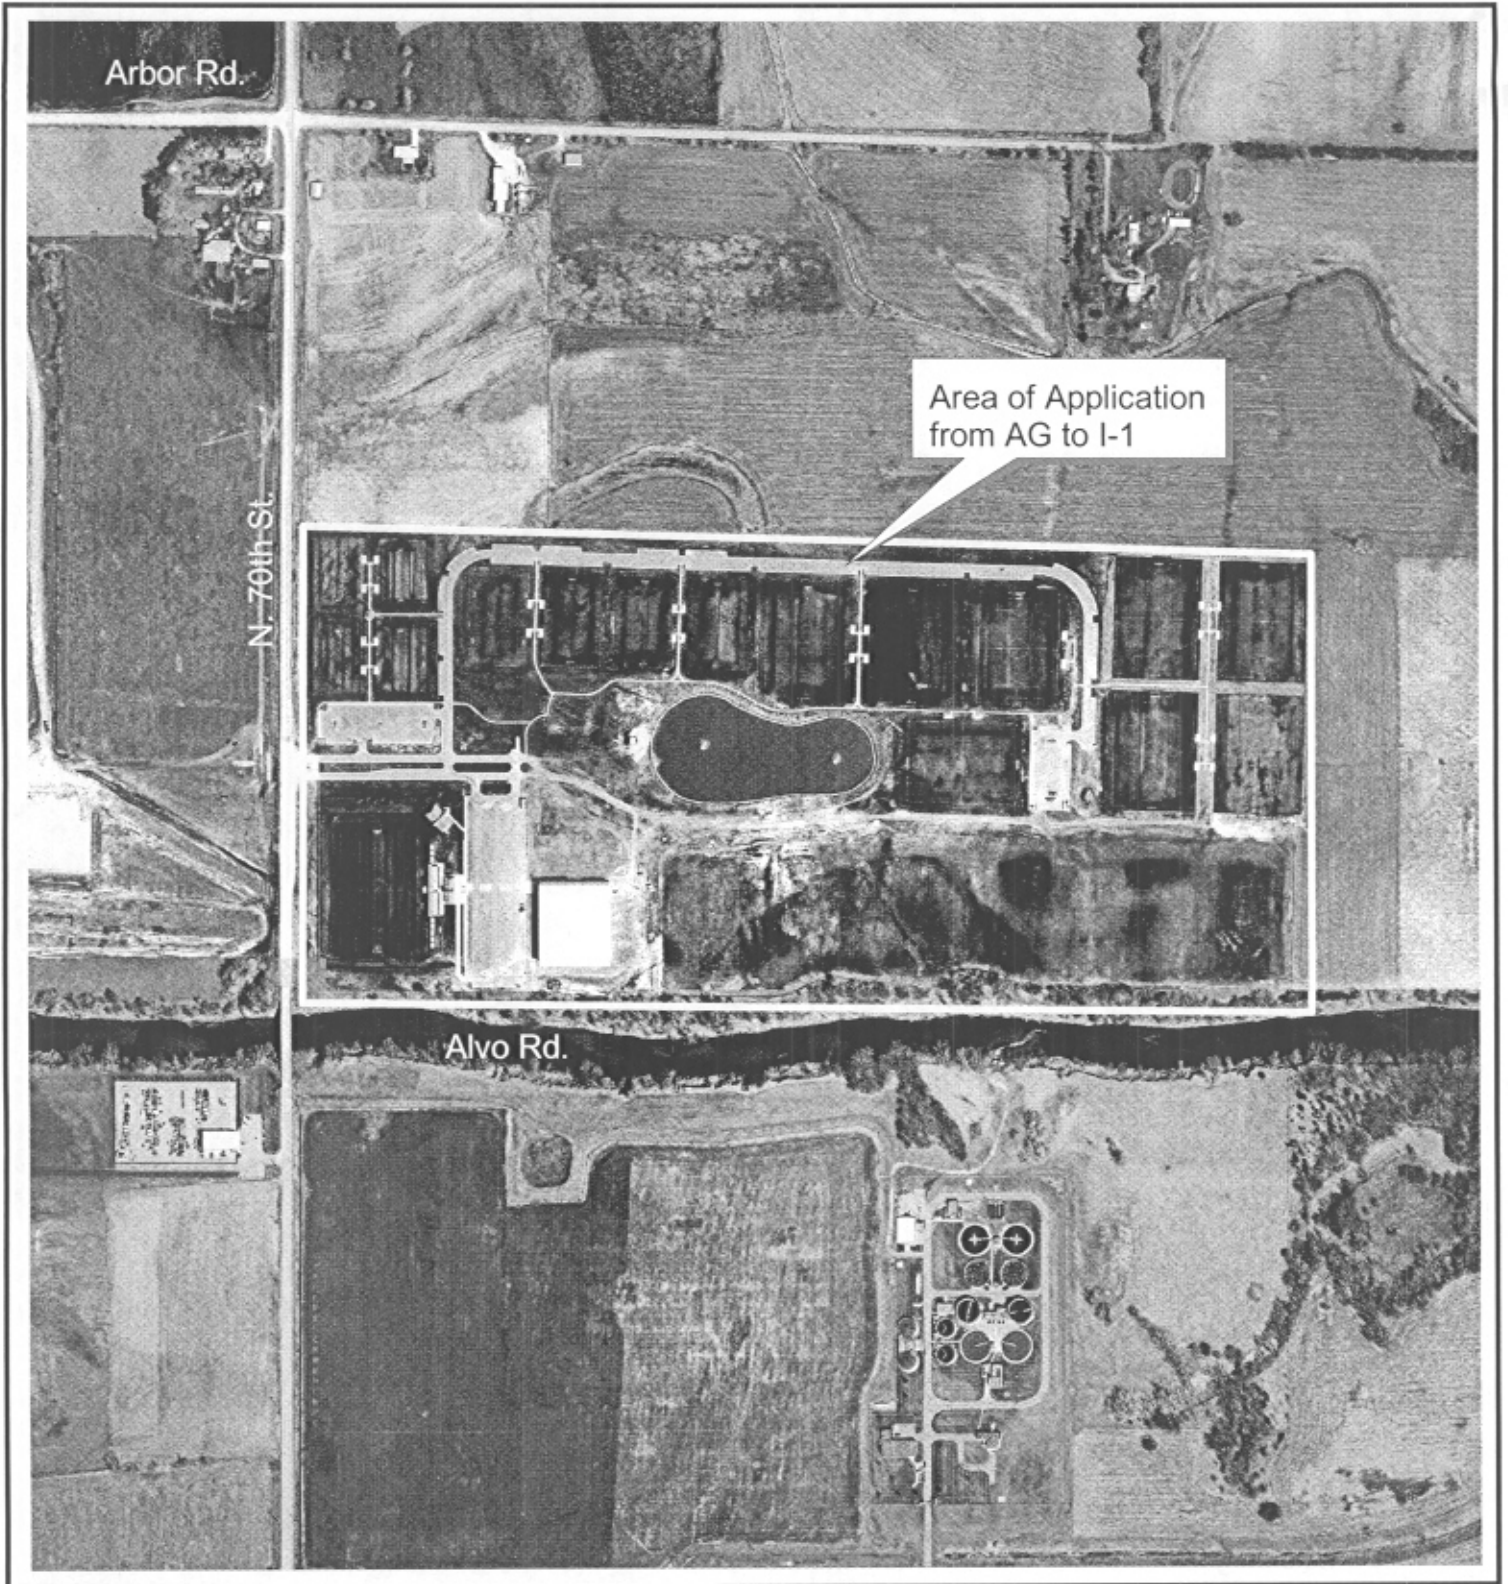 Arbor Rd.
Area of Application
from AG to I-1
N. 70th St.
Alvo Rd.